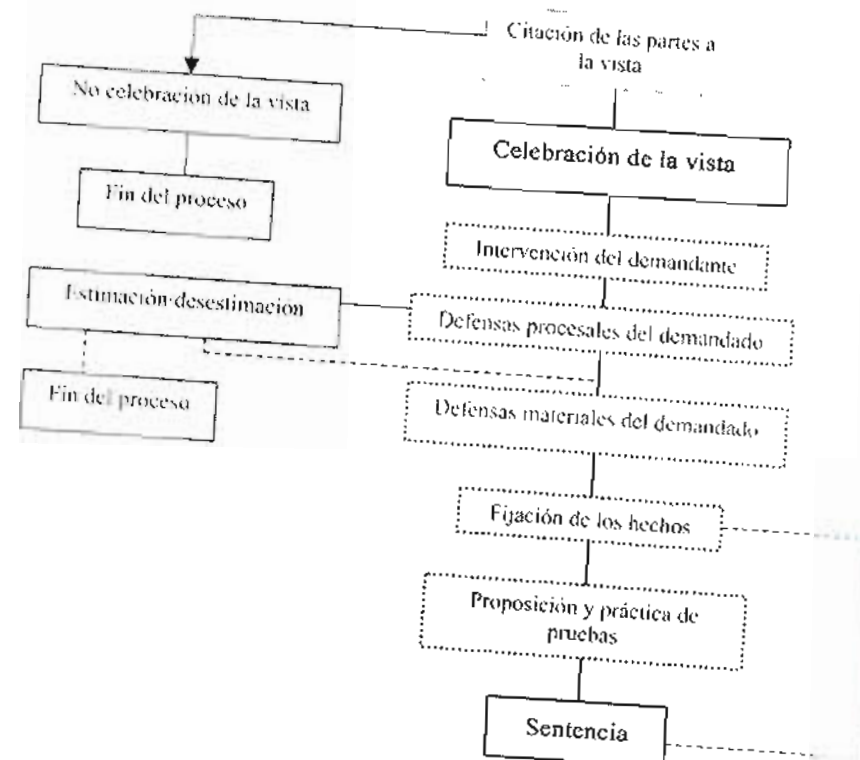 Citación de las partes a
la vista
No celebración de la vista
Celebración de la vista
Fin del proceso
Intervención del demandante
Estimación-desestimación
Defensas procesales del demandado
Fin del proceso
Defensas materiales del demandado
Fijación de los hechos
Proposición y práctica de
pruebas
Sentencia